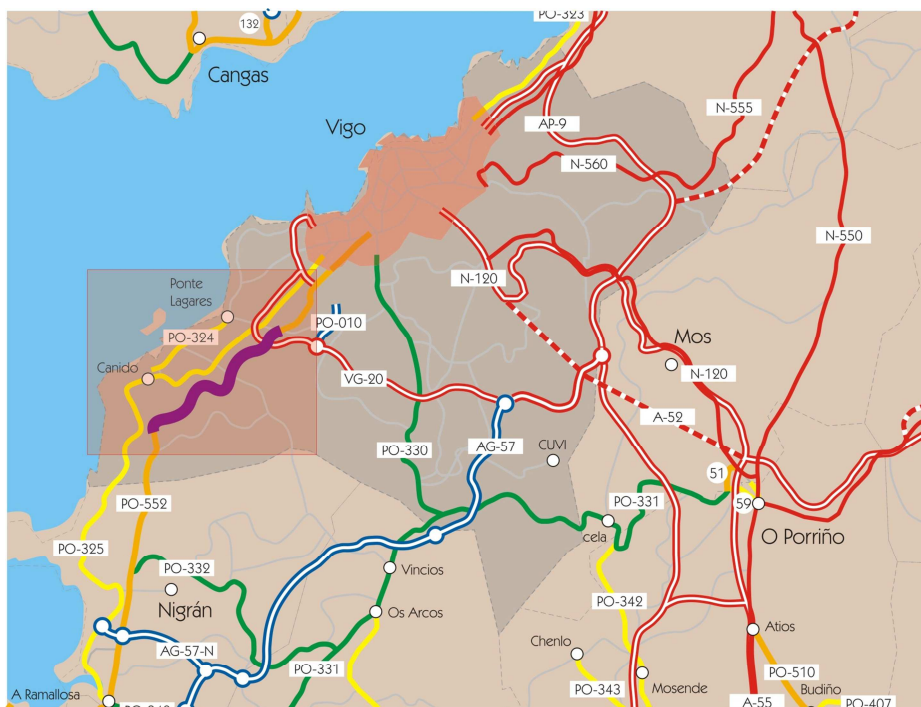 132
PO-323
Cangas
N-555
Vigo
AP-9
N-560
N-550
N-120
Ponte
Lagares
PO-010
PO-324
Mos
Canido
N-120
VG-20
A-52
PO-330
AG-57
CUVI
51
PO-552
PO-331
59
cela
O Porriño
PO-325
PO-332
Vincios
Nigrán
PO-342
Os Arcos
Atios
Chenlo
AG-57-N
PO-331
PO-510
Mosende
PO-343
Budiño
A Ramallosa
A-55
PO-407